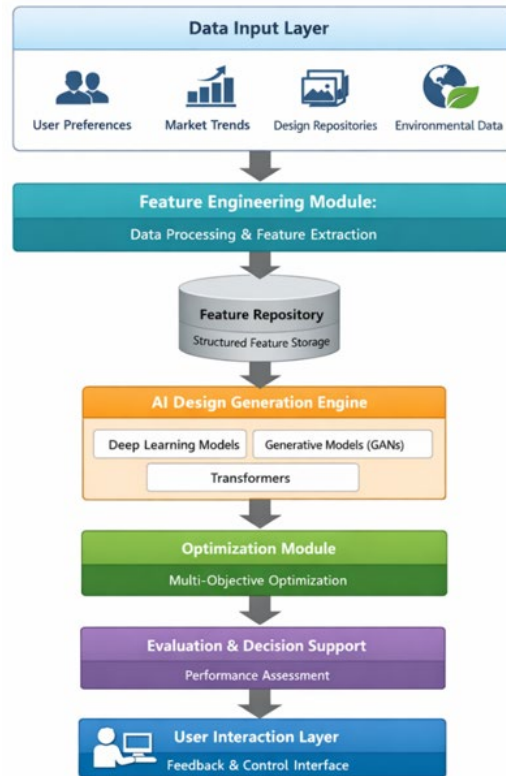 Data Input Layer
User Preferences
Market Trends
Design Repositories
Environmental Data
Feature Engineering Module:
Data Processing & Feature Extraction
Feature Repository
Structured Feature Storage
AI Design Generation Engine
Deep Learning Models
Generative Models (GANs)
Transformers
Optimization Module
Multi-Objective Optimization
Evaluation & Decision Support
Performance Assessment
User Interaction Layer
Feedback & Control Interface